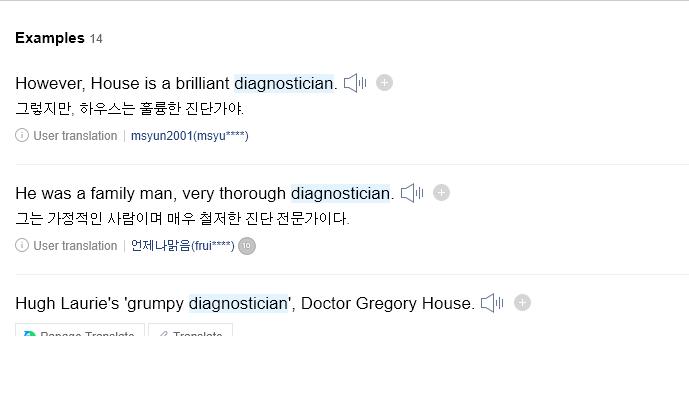 Examples 14
However, House is a brilliant diagnostician.
그렇지만, 하우스는 훌륭한 진단가야.
User translation | msyun2001(msyu****)
He was a family man, very thorough diagnostician.
그는 가정적인 사람이며 매우 철저한 진단 전문가이다.
User translation | 언제나맑음(frui****) 10
Hugh Laurie's 'grumpy diagnostician', Doctor Gregory House.
Papago Translate Translate